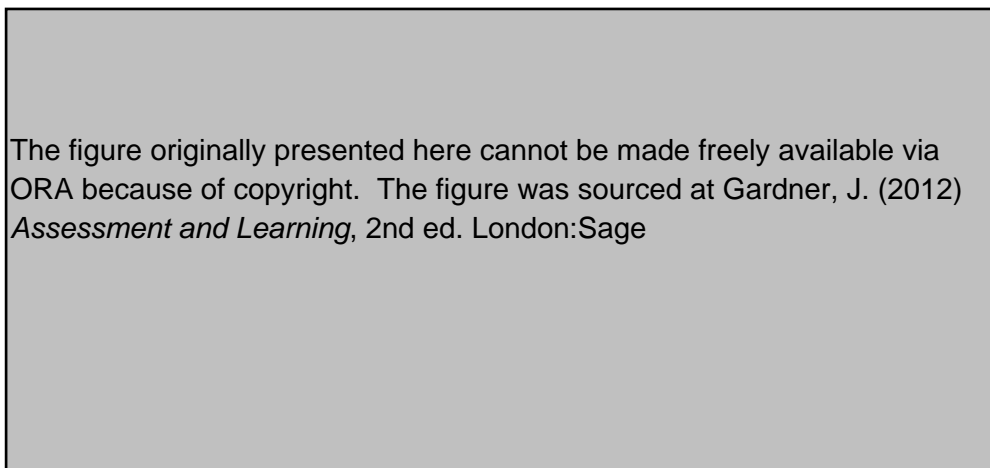 The figure originally presented here cannot be made freely available via
ORA because of copyright.  The figure was sourced at Gardner, J. (2012)
Assessment and Learning, 2nd ed. London:Sage